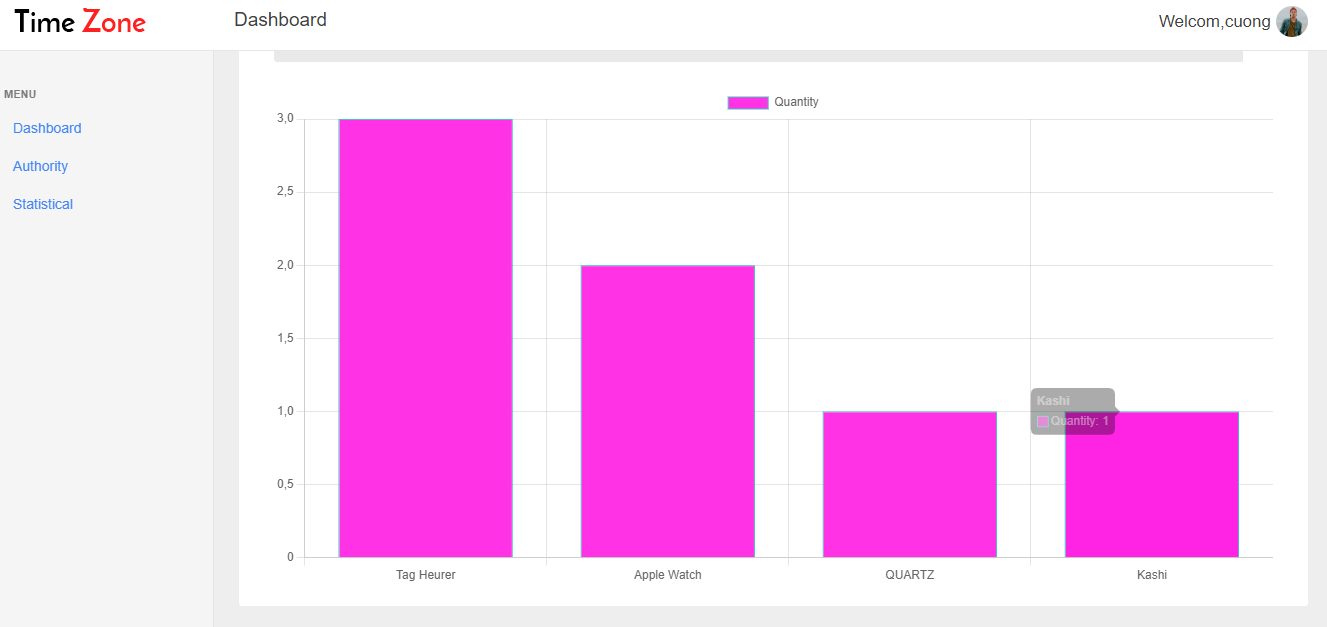 Time Zone
Dashboard
Welcom,cuong
MENU
Dashboard
Authority
Statistical
Quantity
3,0
2,5
2,0
1,5
1,0
0,5
0
Kashi
Quantity: 1
Tag Heurer
Apple Watch
QUARTZ
Kashi